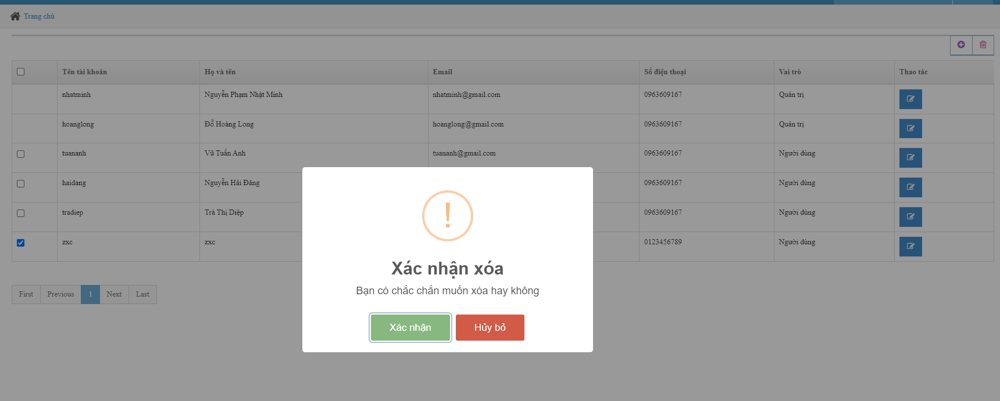 Trang chủ
Tên tài khoản Họ và tên Email Số điện thoại Vai trò Thao tác
nhatminh Nguyễn Phạm Nhật Minh nhatminh@gmail.com 0963609167 Quản trị
hoanglong Đỗ Hoàng Long hoanglong@gmail.com 0963609167 Quản trị
tuananh Vũ Tuấn Anh tuananh@gmail.com 0963609167 Người dùng
haidang Nguyễn Hải Đăng 0963609167 Người dùng
tradiep Trà Thị Diệp 0963609167 Người dùng
zxc zxc 0123456789 Người dùng
!
Xác nhận xóa
Bạn có chắc chắn muốn xóa hay không
Xác nhận Hủy bỏ
First Previous 1 Next Last